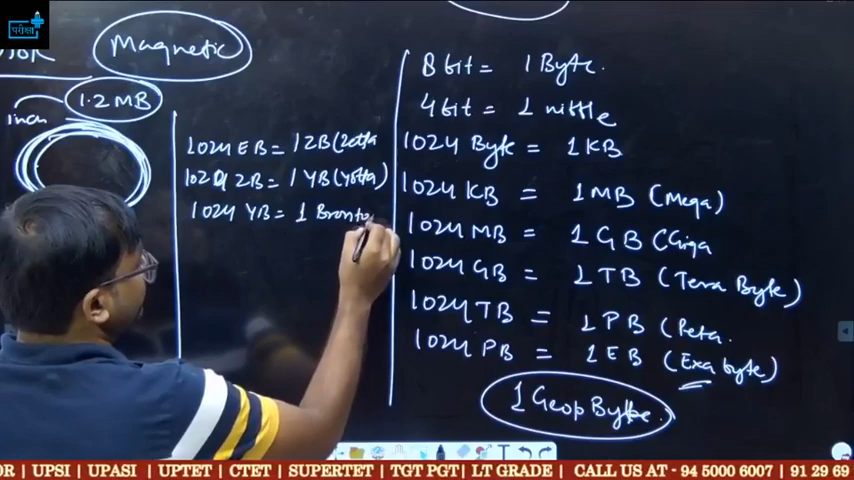 परीक्षा
Magnetic
1.2 MB
inch
1024 EB = 1 ZB (Zotta
1024 ZB = 1 YB (Yotta)
1024 YB = 1 Bronto
8 bit = 1 Byte.
4 bit = 1 nibble
1024 Byte = 1 KB
1024 KB = 1 MB (Mega)
1024 MB = 1 GB (Giga
1024 GB = 1 TB (Tera Byte)
1024 TB = 1 PB (Peta.
1024 PB = 1 EB (Exa byte)
1 Geop Byte.
OR | UPSI | UPASI | UPTET | CTET | SUPERTET | TGT PGT | LT GRADE | CALL US AT - 94 5000 6007 | 91 29 69